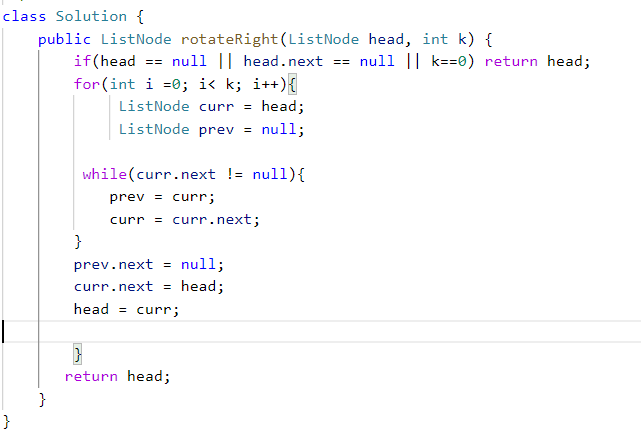 class Solution {
public ListNode rotateRight(ListNode head, int k) {
if(head == null || head.next == null || k==0) return head;
for(int i =0; i< k; i++){
ListNode curr = head;
ListNode prev = null;
while(curr.next != null){
prev = curr;
curr = curr.next;
}
prev.next = null;
curr.next = head;
head = curr;
}
return head;
}
}